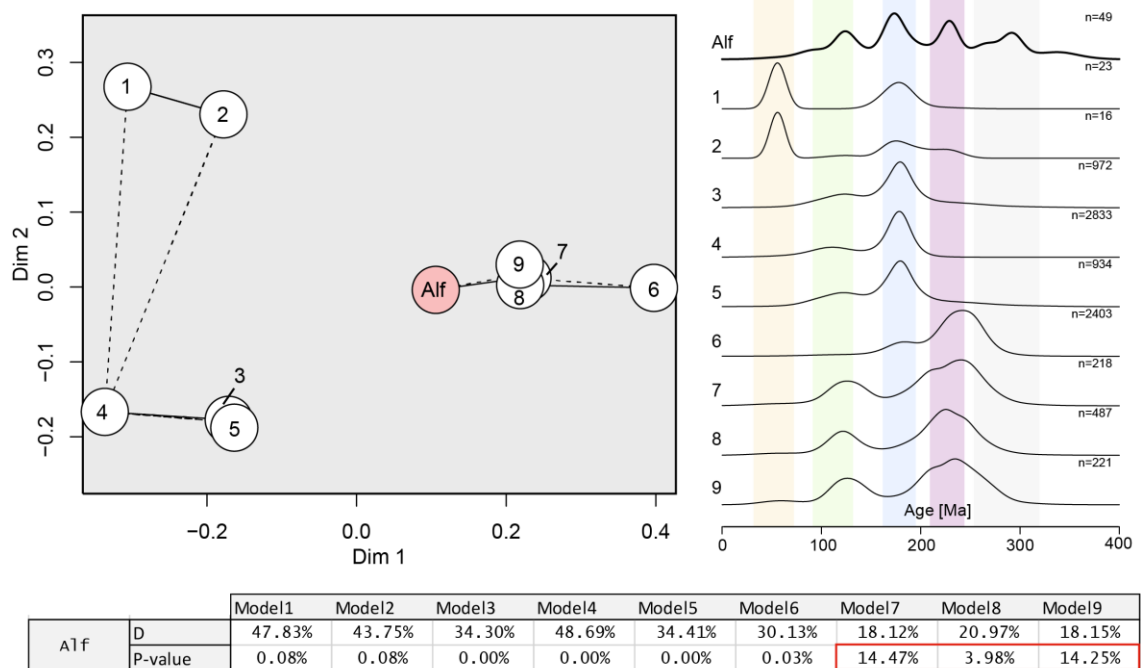 0.3
0.2
0.1
0.0
−0.1
−0.2
Dim 2
1
2
3
4
5
Alf
9
7
8
6
−0.2
0.0
0.2
0.4
Dim 1
n=49
Alf
n=23
1
n=16
2
n=972
3
n=2833
4
n=934
5
n=2403
6
n=218
7
n=487
8
n=221
9
Age [Ma]
0 100 200 300 400
Model1 Model2 Model3 Model4 Model5 Model6 Model7 Model8 Model9
Alf
D 47.83% 43.75% 34.30% 48.69% 34.41% 30.13% 18.12% 20.97% 18.15%
P-value 0.08% 0.08% 0.00% 0.00% 0.00% 0.03% 14.47% 3.98% 14.25%